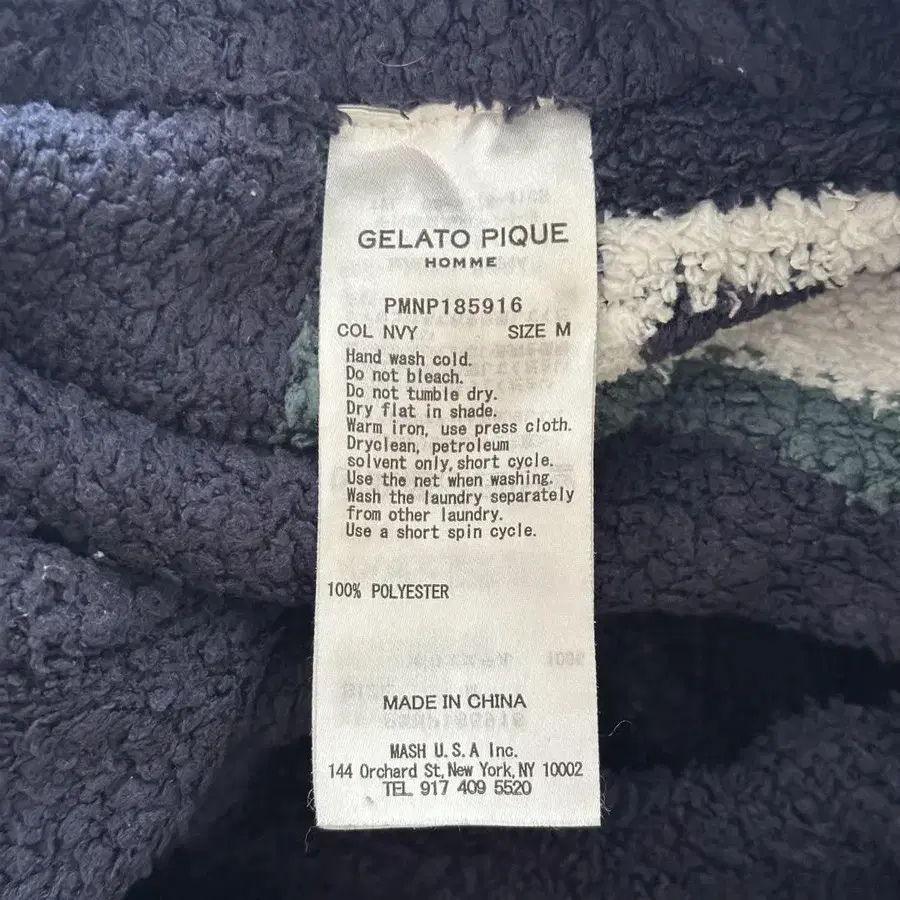 GELATO PIQUE
HOMME
PMNP185916
COL NVY SIZE M
Hand wash cold.
Do not bleach.
Do not tumble dry.
Dry flat in shade.
Warm iron, use press cloth.
Dryclean, petroleum
solvent only, short cycle.
Use the net when washing.
Wash the laundry separately
from other laundry.
Use a short spin cycle.
100% POLYESTER
MADE IN CHINA
MASH U.S.A Inc.
144 Orchard St, New York, NY 10002
TEL 917 409 5520